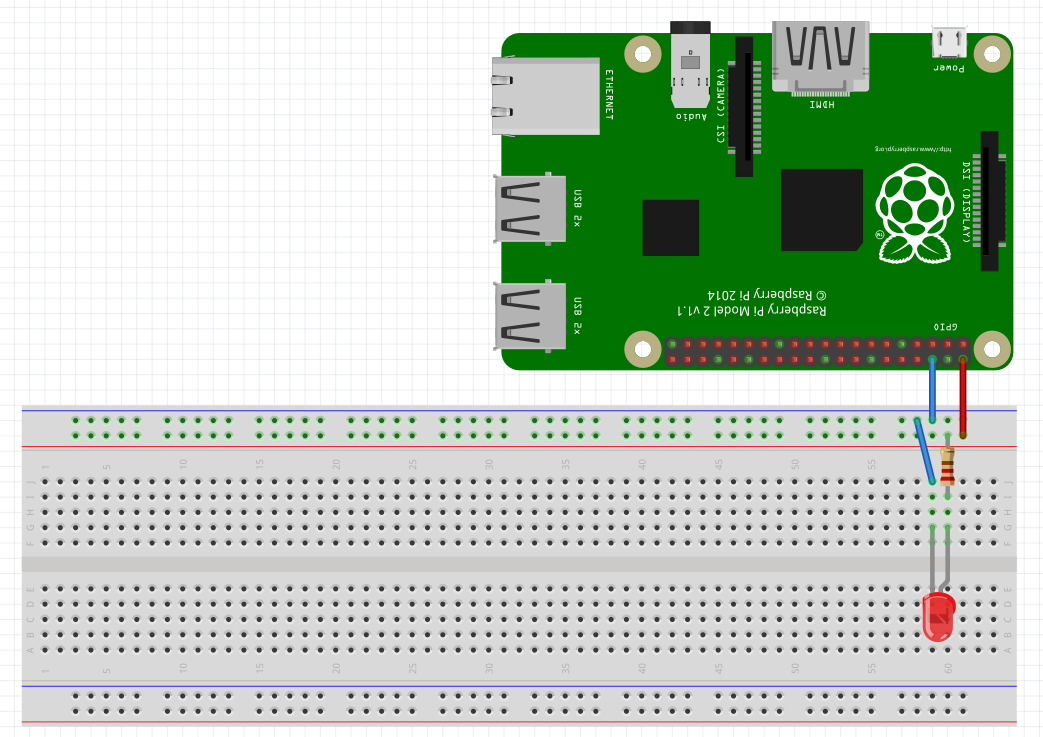 ETHERNET
Audio
CSI (CAMERA)
HDMI
Power
http://www.raspberrypi.org
DSI (DISPLAY)
USB 2x
USB 2x
Raspberry Pi Model 2 v1.1
© Raspberry Pi 2014
GPIO
1 5 10 15 20 25 30 35 40 45 50 55
J J
I I
H H
G G
F F
E E
D D
C C
B B
A A
1 5 10 15 20 25 30 35 40 45 50 55 60